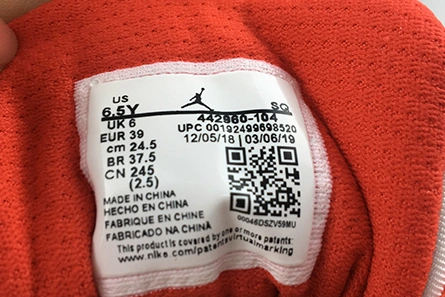 US
6.5Y SQ
UK 6 442960-104
EUR 39 UPC 00192499698520
cm 24.5 12/05/18 | 03/06/19
BR 37.5
CN 245
(2.5)
MADE IN CHINA
HECHO EN CHINA
FABRIQUE EN CHINE
FABRICADO NA CHINA 00046DSZV59MU
This product is covered by one or more patents:
www.nike.com/patentsvirtualmarking